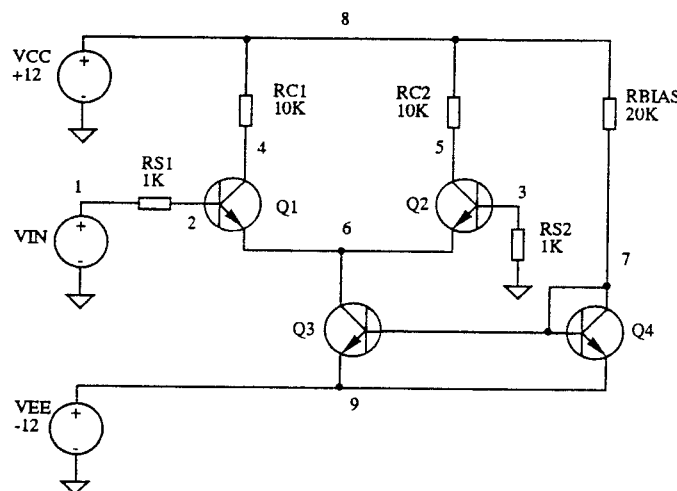 8
VCC
+12
RC1
10K
RC2
10K
RBIAS
20K
4
5
1
RS1
1K
2
Q1
Q2
3
RS2
1K
VIN
6
7
Q3
Q4
VEE
-12
9